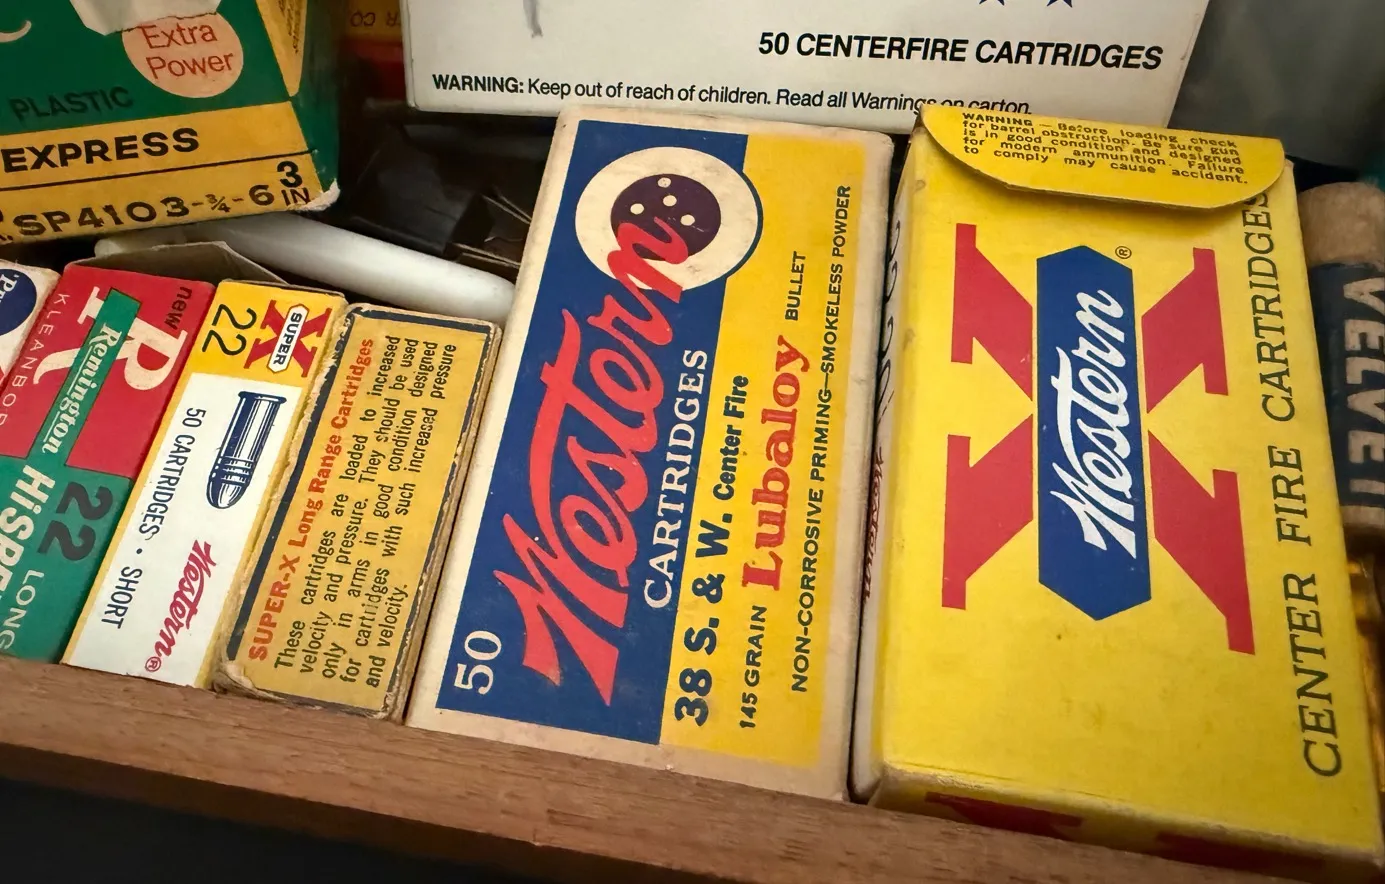 Extra
Power
PLASTIC
EXPRESS
SP410 3-¾-6
3
IN
50 CENTERFIRE CARTRIDGES
WARNING: Keep out of reach of children. Read all Warnings on carton.
new
R
KLEANBORE
Remington
22
LONG
SUPER
X
22
50 CARTRIDGES · SHORT
Western®
SUPER-X Long Range Cartridges
These cartridges are loaded to increased
velocity and pressure. They should be used
only in arms in good condition designed
for cartridges with such increased pressure
and velocity.
50
Western
CARTRIDGES
38 S. & W. Center Fire
145 GRAIN Lubaloy BULLET
NON-CORROSIVE PRIMING—SMOKELESS POWDER
WARNING — Before loading check
for barrel obstruction. Be sure gun
is in good condition and designed
for modern ammunition. Failure
to comply may cause accident.
X
Western
®
CENTER FIRE CARTRIDGES
VELVET